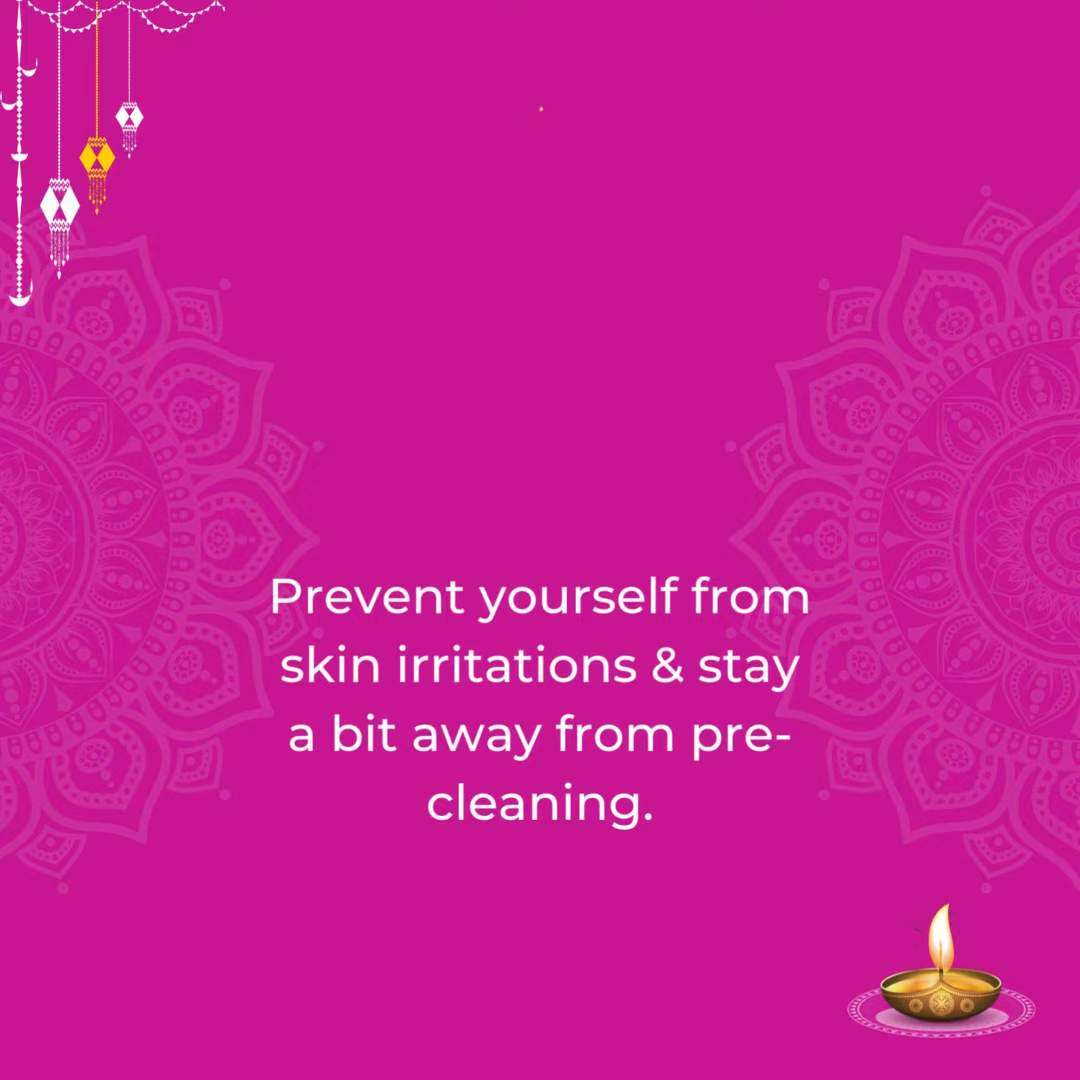 Prevent yourself from
skin irritations & stay
a bit away from pre-
cleaning.